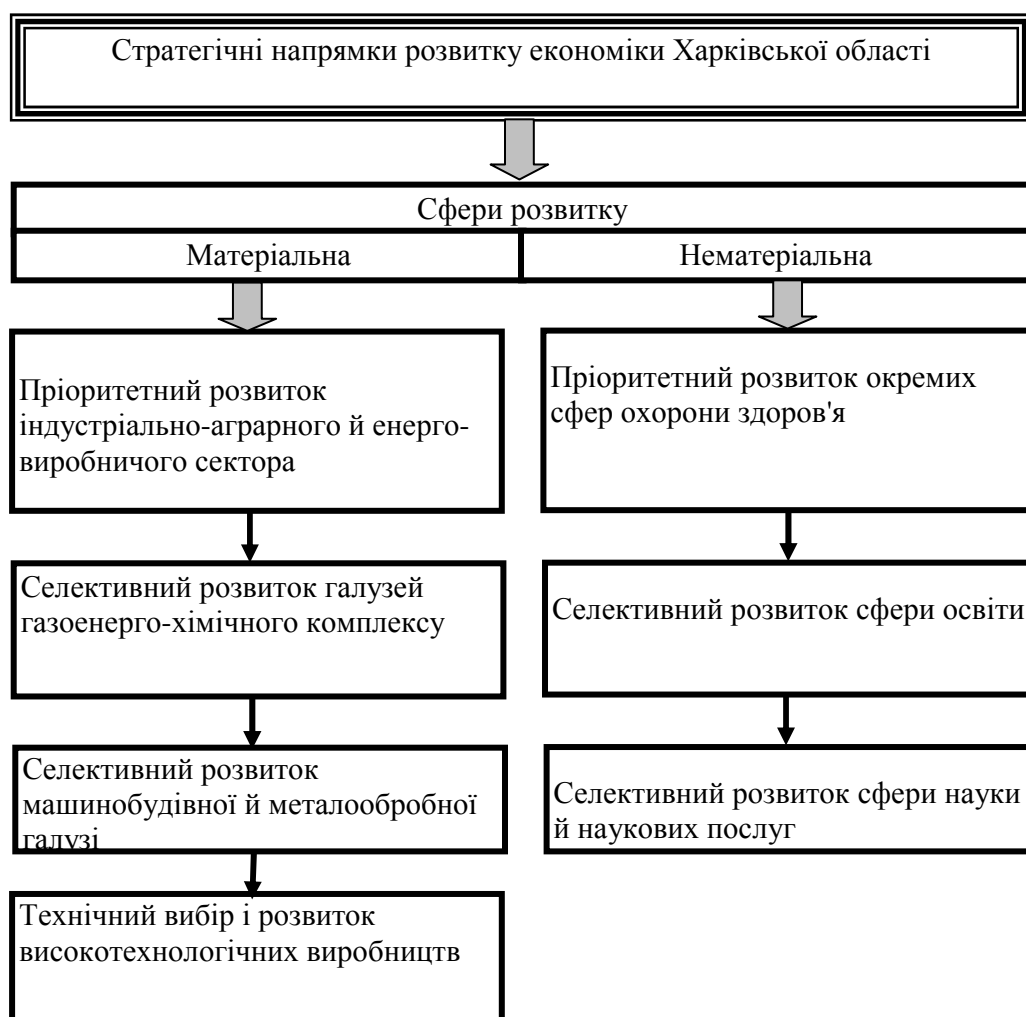 Стратегічні напрямки розвитку економіки Харківської області
Сфери розвитку
Матеріальна
Нематеріальна
Пріоритетний розвиток
індустріально-аграрного й енерго-
виробничого сектора
Пріоритетний розвиток окремих
сфер охорони здоров'я
Селективний розвиток галузей
газоенерго-хімічного комплексу
Селективний розвиток сфери освіти
Селективний розвиток
машинобудівної й металообробної
галузі
Селективний розвиток сфери науки
й наукових послуг
Технічний вибір і розвиток
високотехнологічних виробництв